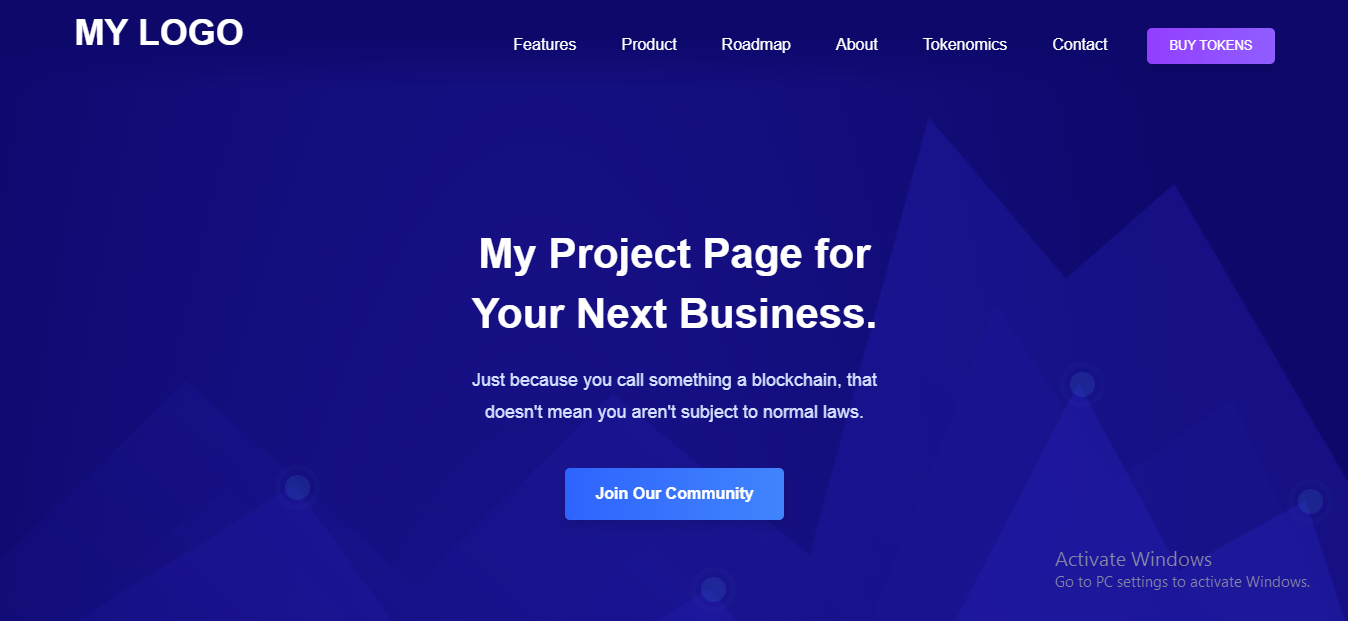 MY LOGO
Features Product Roadmap About Tokenomics Contact BUY TOKENS
My Project Page for
Your Next Business.
Just because you call something a blockchain, that
doesn't mean you aren't subject to normal laws.
Join Our Community
Activate Windows
Go to PC settings to activate Windows.